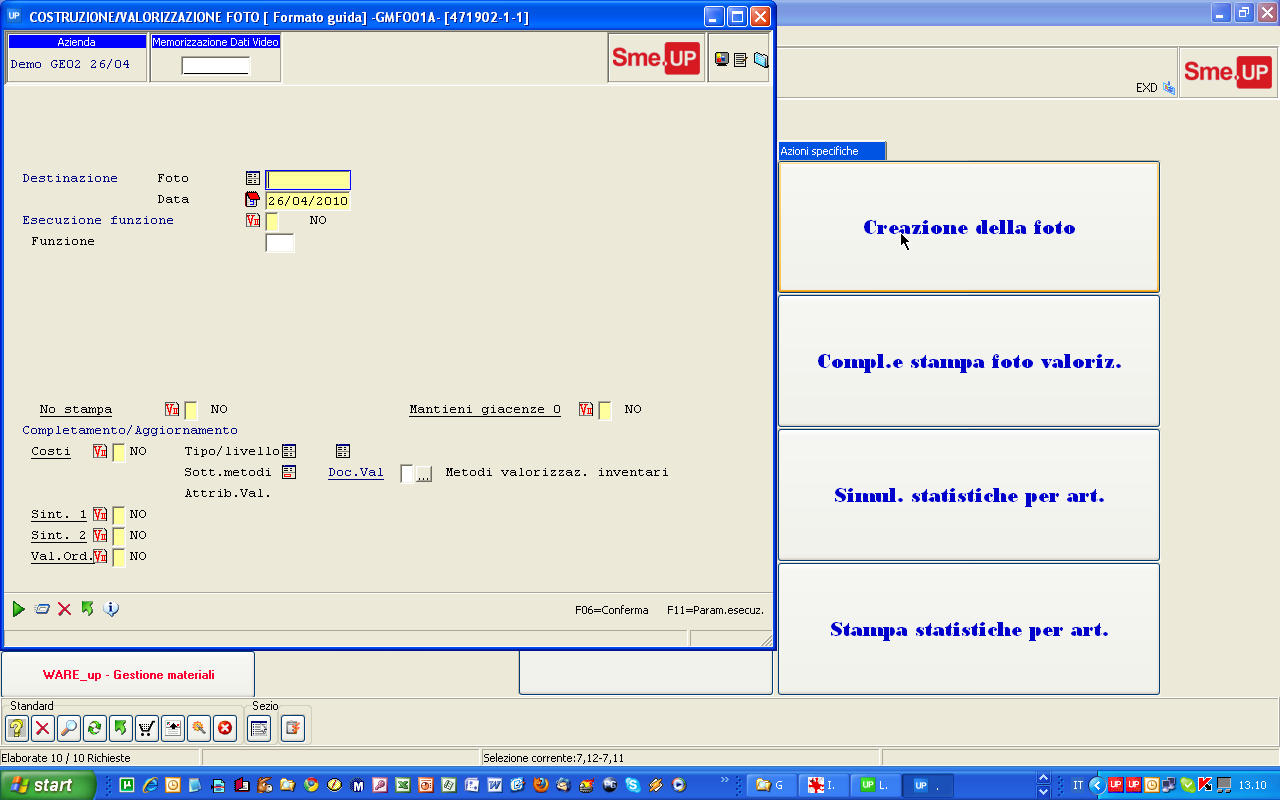 UP COSTRUZIONE/VALORIZZAZIONE FOTO [ Formato guida] -GMFO01A- [471902-1-1]
Azienda
Memorizzazione Dati Video
Demo GE02 26/04
Sme.UP
EXD
Sme.UP
Azioni specifiche
Destinazione Foto
Data 26/04/2010
Esecuzione funzione NO
Funzione
Creazione della foto
Compl.e stampa foto valoriz.
Simul. statistiche per art.
Stampa statistiche per art.
No stampa NO Mantieni giacenze 0 NO
Completamento/Aggiornamento
Costi NO Tipo/livello
Sott.metodi Doc.Val ... Metodi valorizzaz. inventari
Attrib.Val.
Sint. 1 NO
Sint. 2 NO
Val.Ord. NO
F06=Conferma F11=Param.esecuz.
WARE_up - Gestione materiali
Standard Sezio
Elaborate 10 / 10 Richieste Selezione corrente:7,12-7,11
start G I. UP L. UP . IT UP UP 13.10